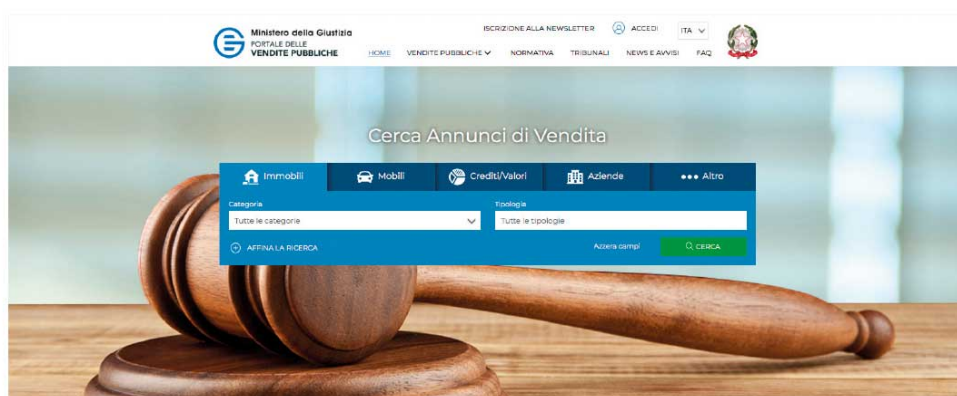 Ministero della Giustizia
PORTALE DELLE
VENDITE PUBBLICHE
ISCRIZIONE ALLA NEWSLETTER ACCEDI ITA
HOME VENDITE PUBBLICHE NORMATIVA TRIBUNALI NEWS E AVVISI FAQ
Cerca Annunci di Vendita
Immobili Mobili Crediti/Valori Aziende Altro
Categoria Tipologia
Tutte le categorie Tutte le tipologie
AFFINA LA RICERCA Azzera campi CERCA